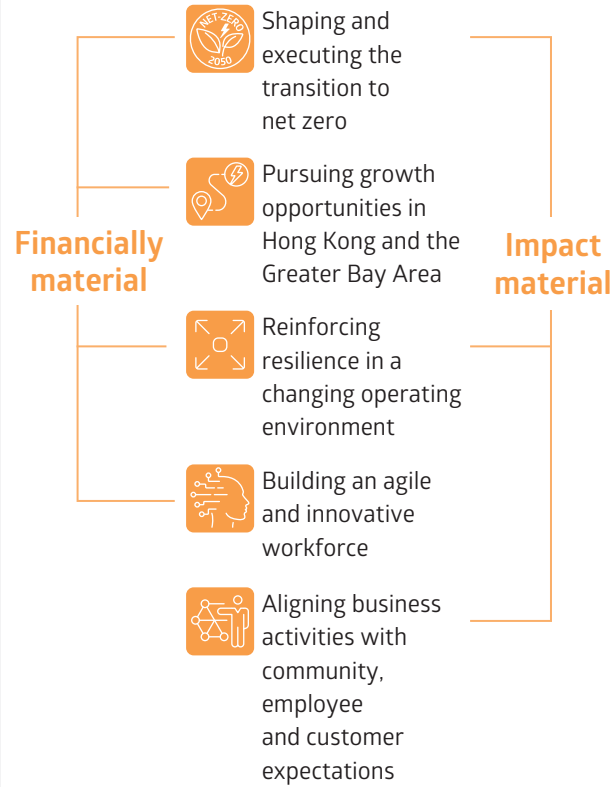 NET-ZERO
2050
Shaping and
executing the
transition to
net zero
Pursuing growth
opportunities in
Hong Kong and the
Greater Bay Area
Financially
material
Impact
material
Reinforcing
resilience in a
changing operating
environment
Building an agile
and innovative
workforce
Aligning business
activities with
community,
employee
and customer
expectations